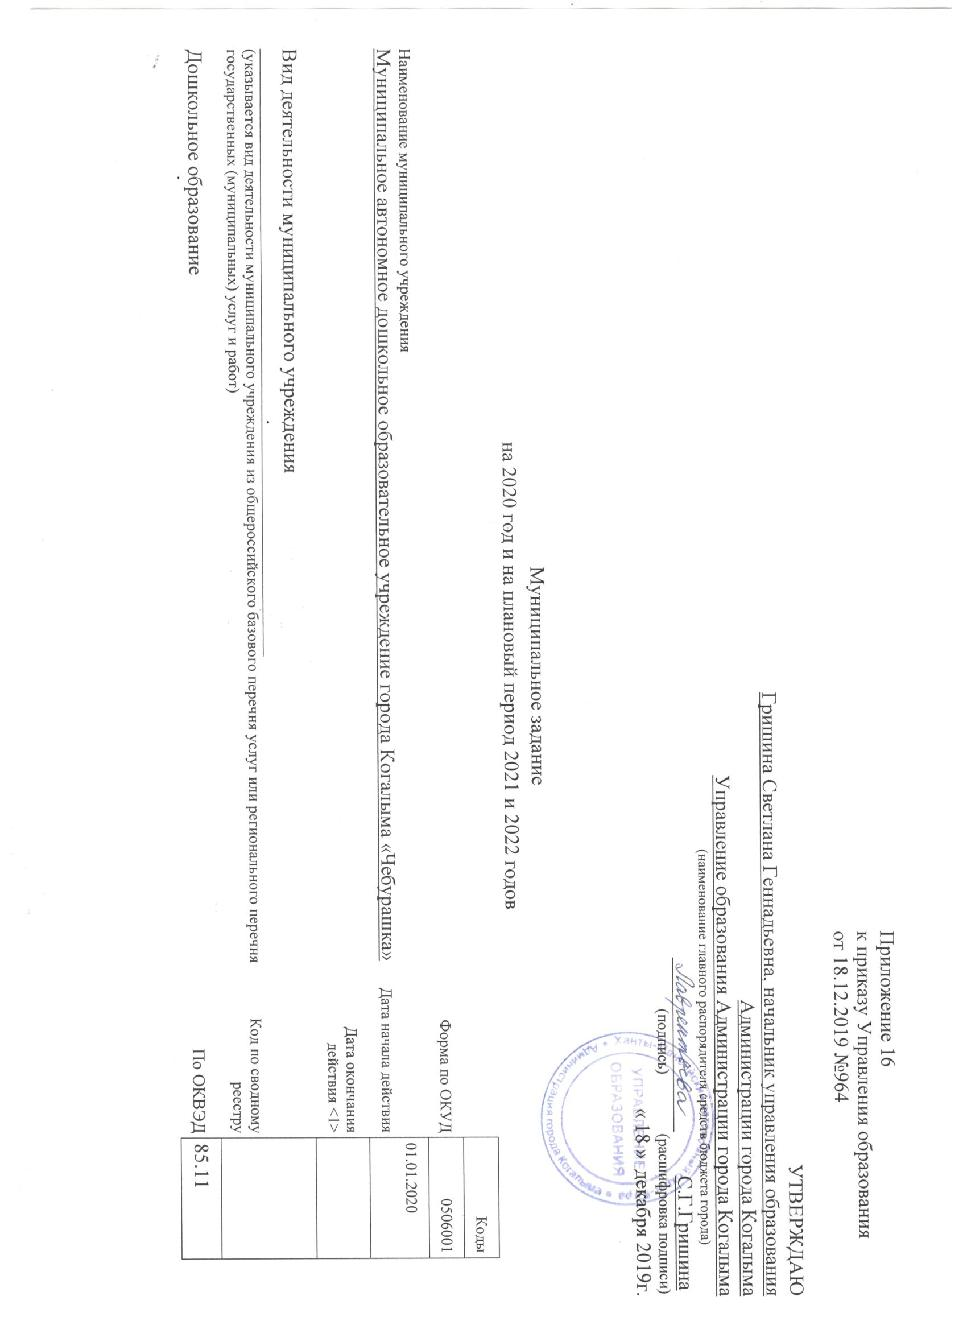 Приложение 16
к приказу Управления образования
от 18.12.2019 №964
УТВЕРЖДАЮ
Гришина Светлана Геннадьевна, начальник управления образования
Администрации города Когалыма
Управление образования Администрации города Когалыма
(наименование главного распорядителя средств бюджета города)
Лаврентьева С.Г.Гришина
(подпись) (расшифровка подписи)
« 18 » декабря 2019г.
УПРАВЛЕНИЕ
ОБРАЗОВАНИЯ
Муниципальное задание
на 2020 год и на плановый период 2021 и 2022 годов
Коды
Форма по ОКУД 0506001
Наименование муниципального учреждения
Муниципальное автономное дошкольное образовательное учреждение города Когалыма «Чебурашка»
Дата начала действия 01.01.2020
Дата окончания
действия <1>
Вид деятельности муниципального учреждения
(указывается вид деятельности муниципального учреждения из общероссийского базового перечня услуг или регионального перечня
государственных (муниципальных) услуг и работ)
Код по сводному
реестру
Дошкольное образование
По ОКВЭД 85.11